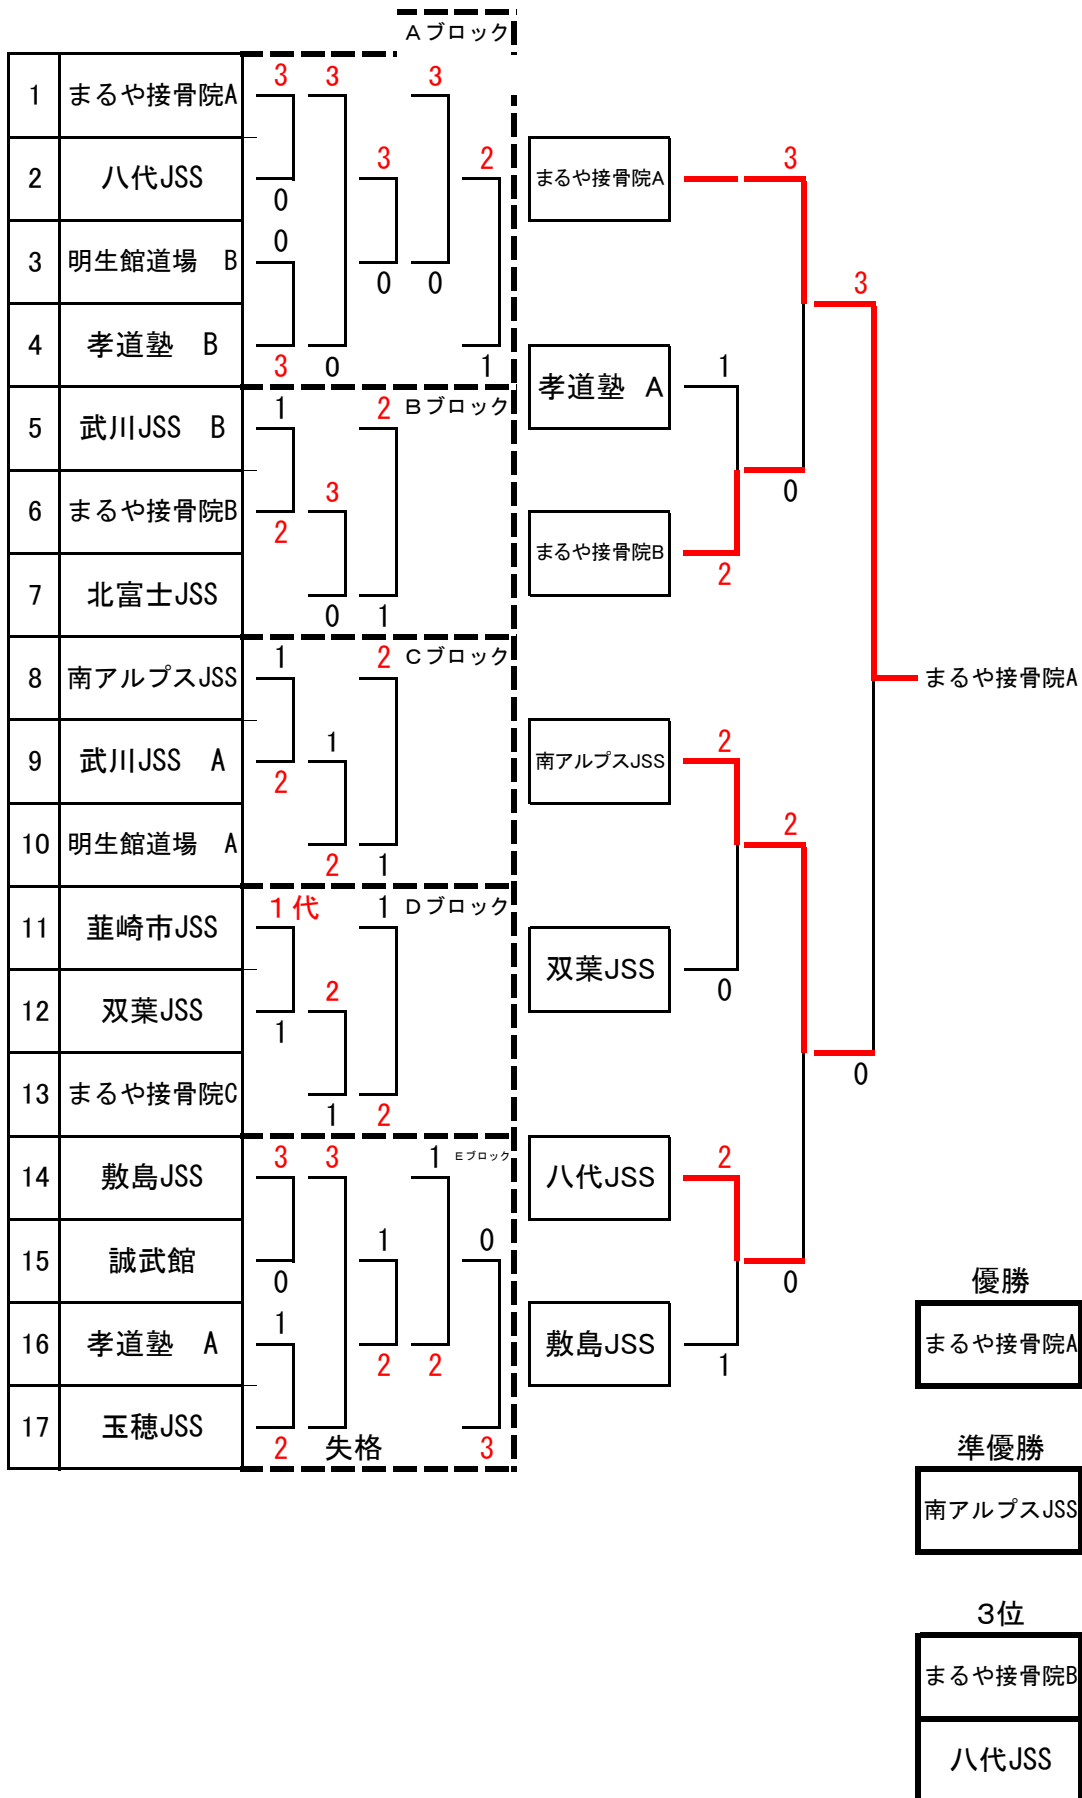 Aブロック
1 まるや接骨院A 3 3 3
2 八代JSS 0 3 2
3 明生館道場 B 0 0 0
4 孝道塾 B 3 0 1
5 武川JSS B 1 2 Bブロック
6 まるや接骨院B 2 3
7 北富士JSS 0 1
8 南アルプスJSS 1 2 Cブロック
9 武川JSS A 2 1
10 明生館道場 A 2 1
11 韮崎市JSS 1代 1 Dブロック
12 双葉JSS 1 2
13 まるや接骨院C 1 2
14 敷島JSS 3 3 1 Eブロック
15 誠武館 0 1 0
16 孝道塾 A 1 2 2
17 玉穂JSS 2 失格 3
まるや接骨院A 3
孝道塾 A 1
まるや接骨院B 2
3
0
南アルプスJSS 2
双葉JSS 0
2
八代JSS 2
敷島JSS 1
0
0
まるや接骨院A
優勝
まるや接骨院A
準優勝
南アルプスJSS
3位
まるや接骨院B
八代JSS